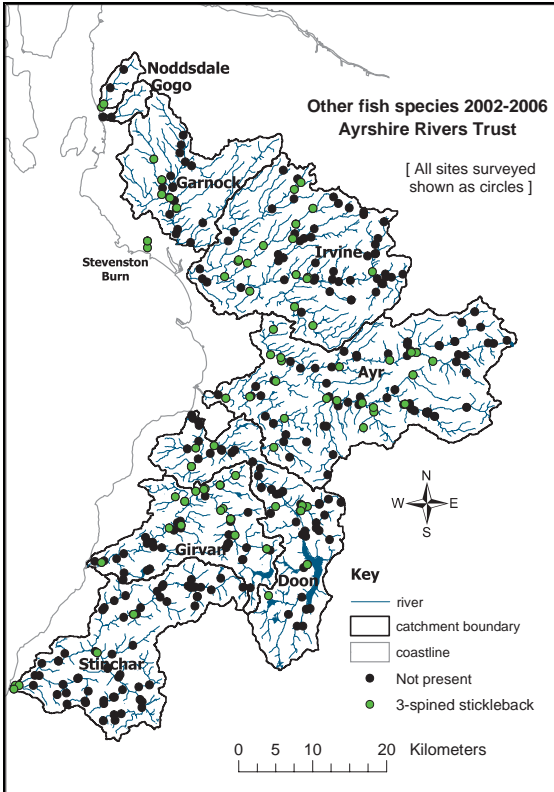 Noddsdale
Gogo
Other fish species 2002-2006
Ayrshire Rivers Trust
[ All sites surveyed
shown as circles ]
Garnock
Irvine
Stevenston
Burn
Ayr
N
W E
S
Girvan
Doon
Key
river
catchment boundary
coastline
Stinchar
Not present
3-spined stickleback
0 5 10 20 Kilometers